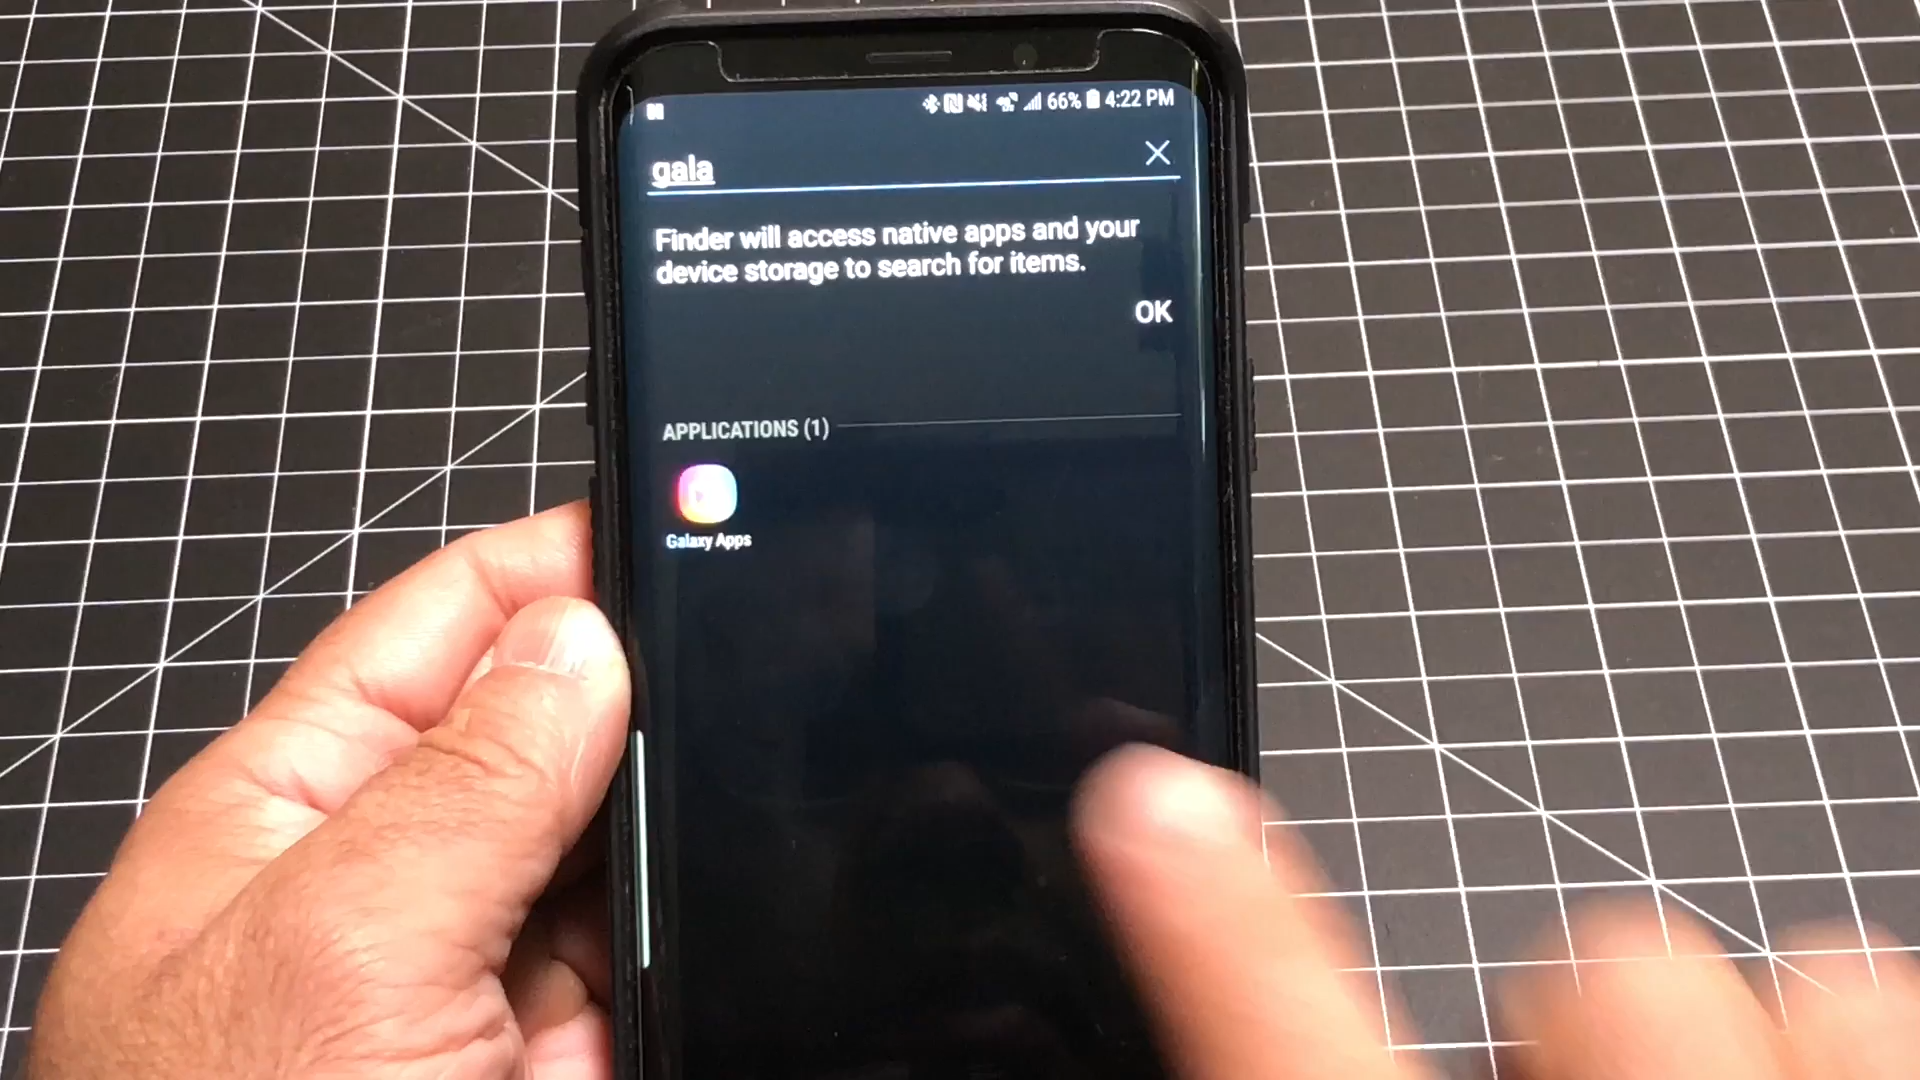 66% 4:22 PM
gala
Finder will access native apps and your
device storage to search for items.
OK
APPLICATIONS (1)
Galaxy Apps